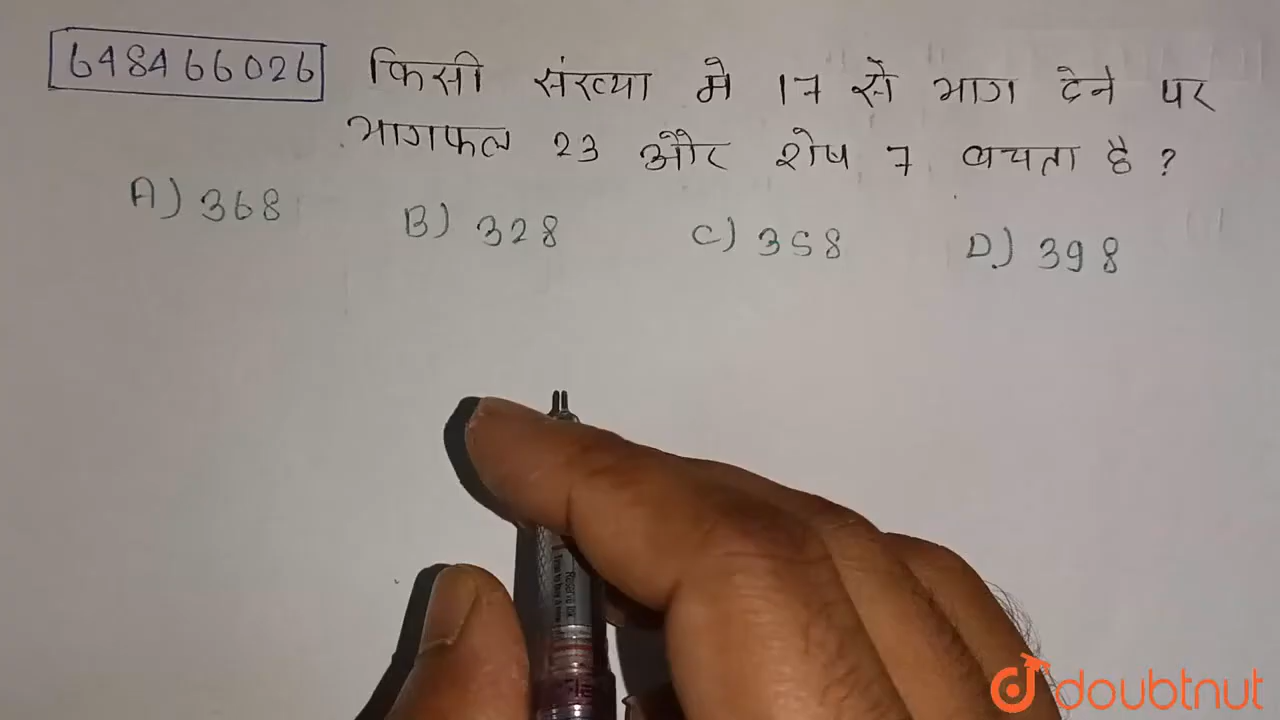 648466026 किसी संख्या मे 17 से भाग देने पर
भागफल 23 और शेष 7 बचता है ?
A) 368 B) 328 C) 358 D.) 398
doubtnut